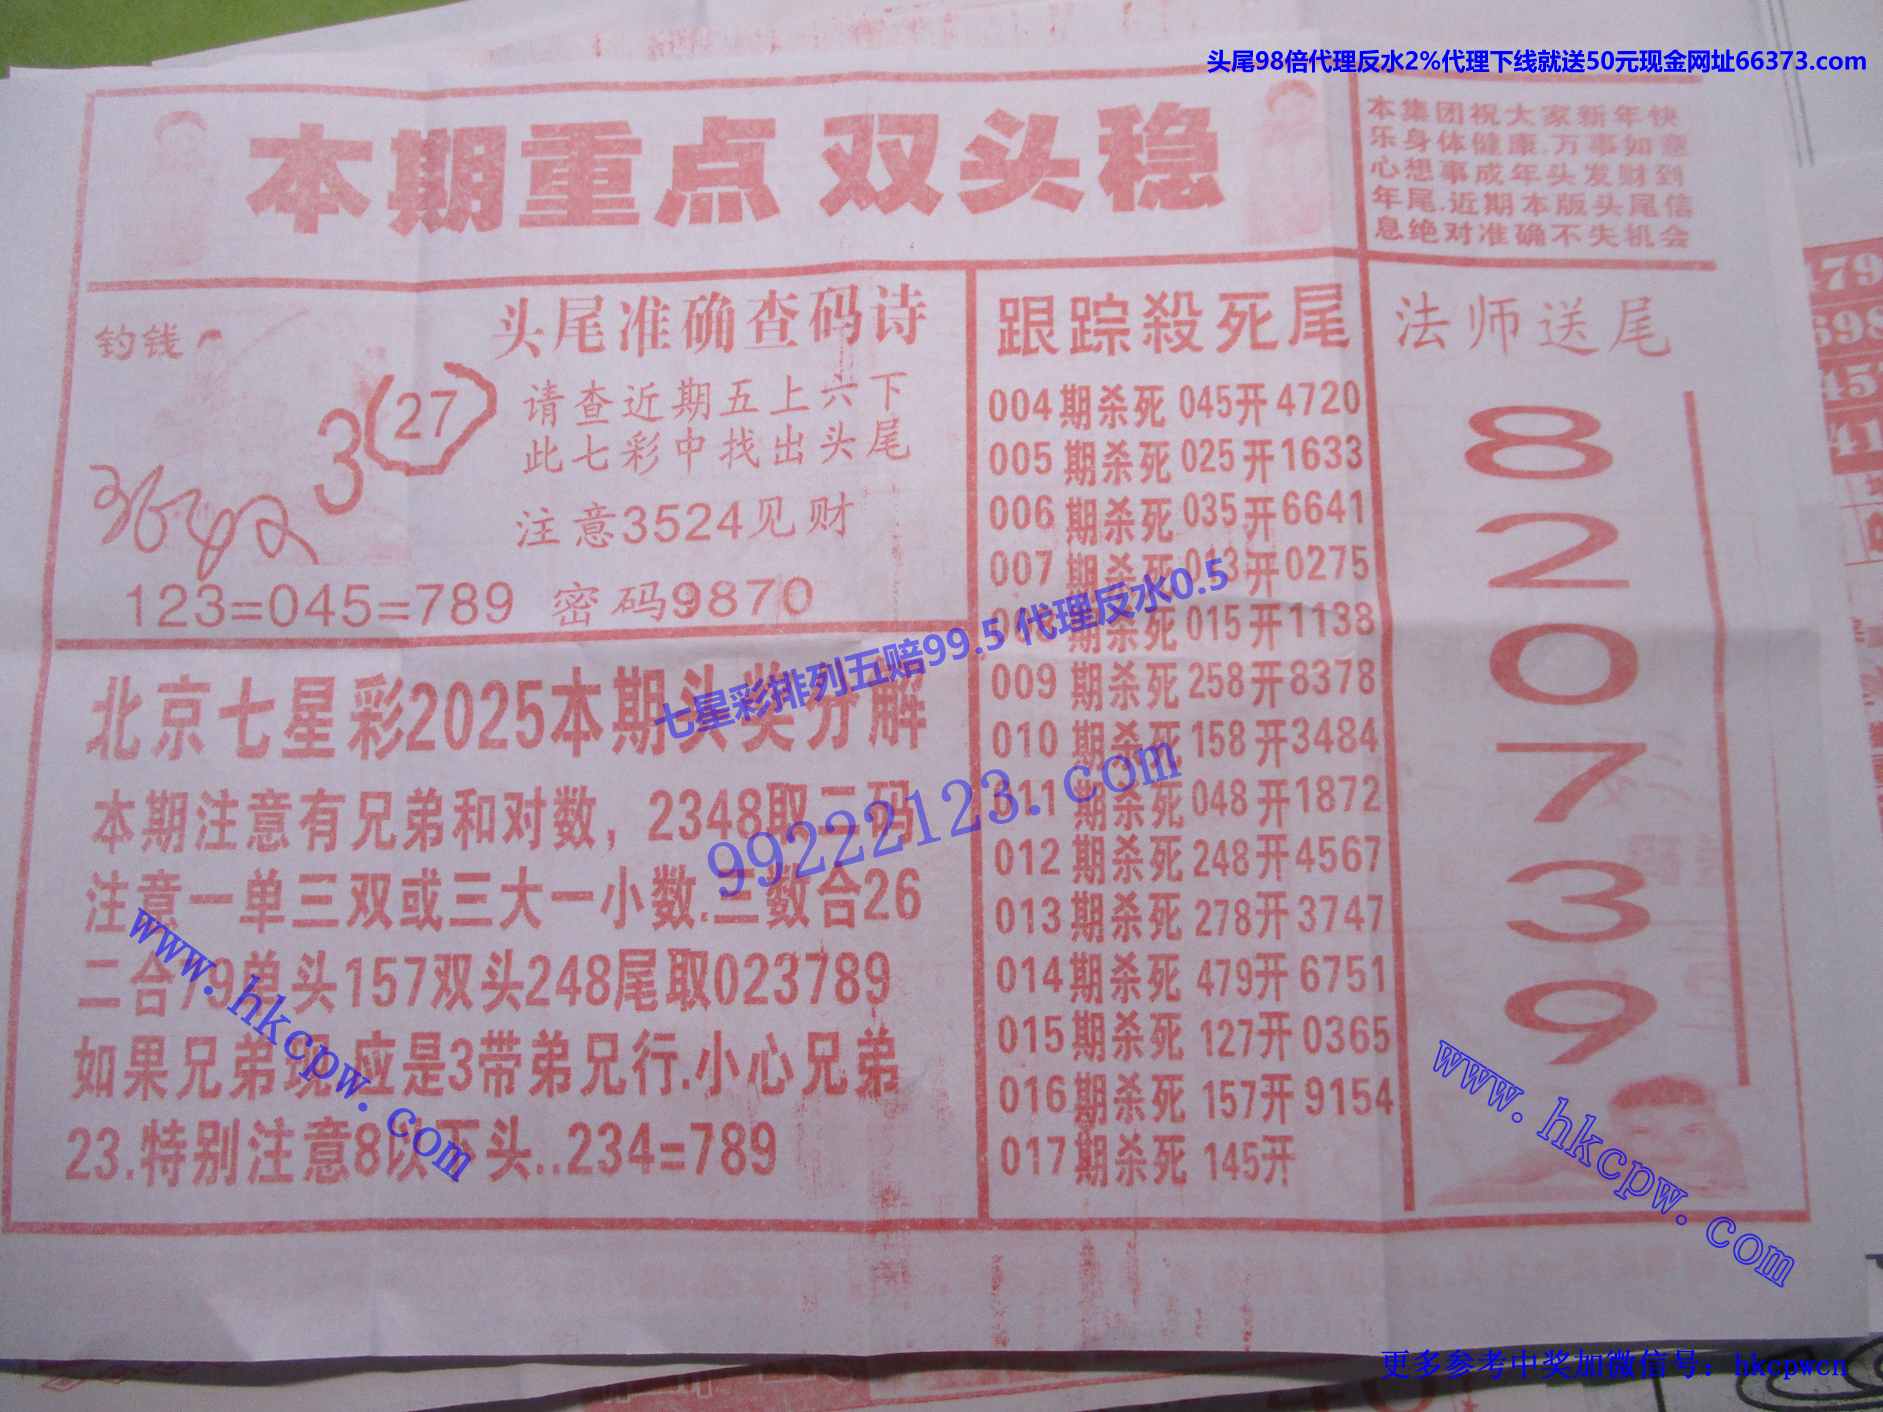 头尾98倍代理反水2%代理下线就送50元现金网址66373.com
本期重点 双头稳
本集团祝大家新年快
乐身体健康.万事如意
心想事成年头发财到
年尾.近期本版头尾信
息绝对准确不失机会
钓钱
3(27)
头尾准确查码诗
请查近期五上六下
此七彩中找出头尾
注意3524见财
123=045=789 密码9870
北京七星彩2025本期头奖分解
本期注意有兄弟和对数，2348取二码
注意一单三双或三大一小数.三数合26
二合79单头157双头248尾取023789
如果兄弟现.应是3带弟兄行.小心兄弟
23.特别注意8以下头..234=789
跟踪殺死尾
004期杀死045开4720
005期杀死025开1633
006期杀死035开6641
007期杀死013开0275
008期杀死015开1138
009期杀死258开8378
010期杀死158开3484
011期杀死048开1872
012期杀死248开4567
013期杀死278开3747
014期杀死479开6751
015期杀死127开0365
016期杀死157开9154
017期杀死145开
法师送尾
8
2
0
7
3
9
七星彩排列五赔99.5 代理反水0.5
99222123.com
www.hkcpw.com
www.hkcpw.com
更多参考中奖加微信号：hkcpwcn